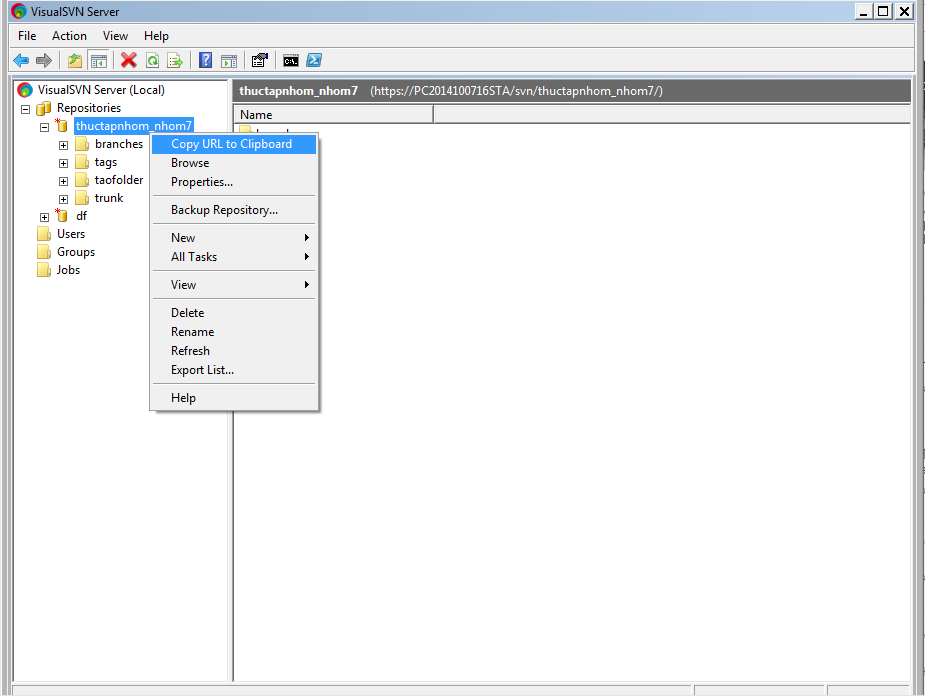 VisualSVN Server
File Action View Help
VisualSVN Server (Local)
Repositories
thuctapnhom_nhom7
branches
tags
taofolder
trunk
df
Users
Groups
Jobs
thuctapnhom_nhom7 (https://PC2014100716STA/svn/thuctapnhom_nhom7/)
Name
Copy URL to Clipboard
Browse
Properties...
Backup Repository...
New
All Tasks
View
Delete
Rename
Refresh
Export List...
Help